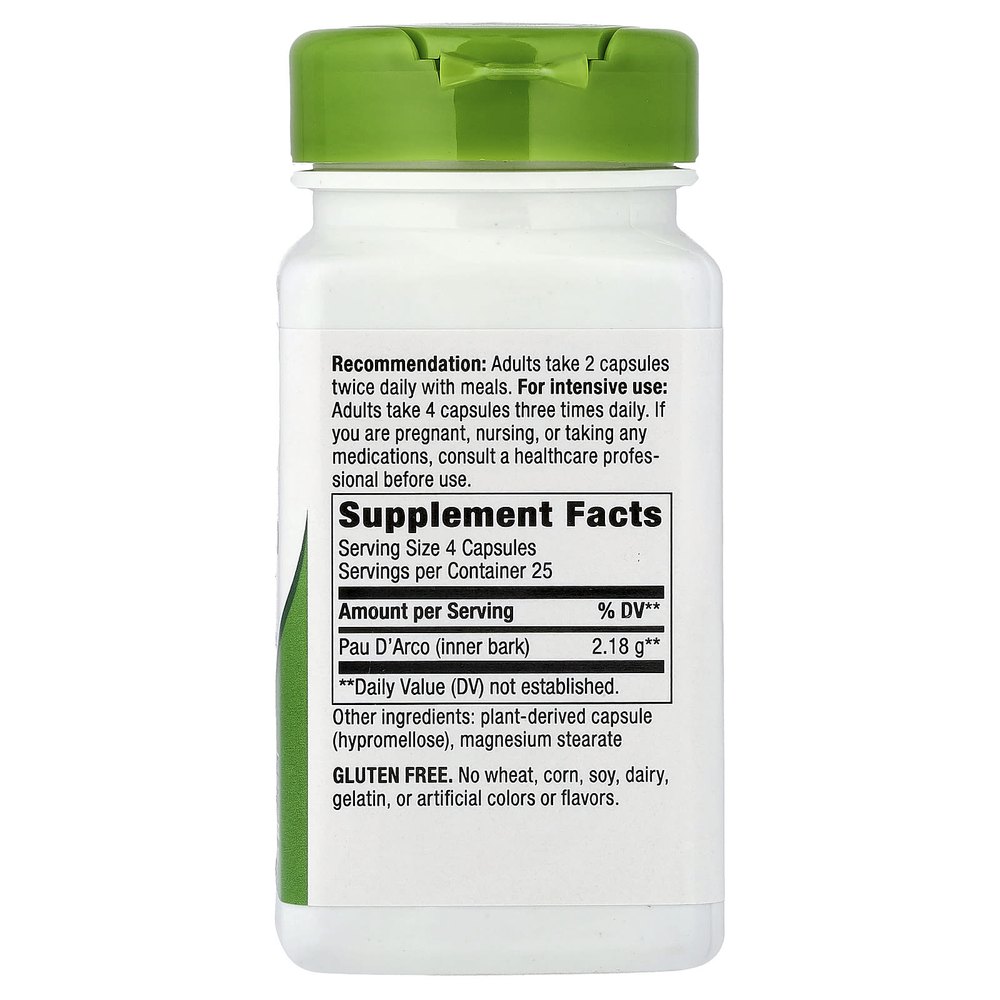 Recommendation: Adults take 2 capsules
twice daily with meals. For intensive use:
Adults take 4 capsules three times daily. If
you are pregnant, nursing, or taking any
medications, consult a healthcare profes-
sional before use.
Supplement Facts
Serving Size 4 Capsules
Servings per Container 25
Amount per Serving % DV**
Pau D'Arco (inner bark) 2.18 g**
**Daily Value (DV) not established.
Other ingredients: plant-derived capsule
(hypromellose), magnesium stearate
GLUTEN FREE. No wheat, corn, soy, dairy,
gelatin, or artificial colors or flavors.